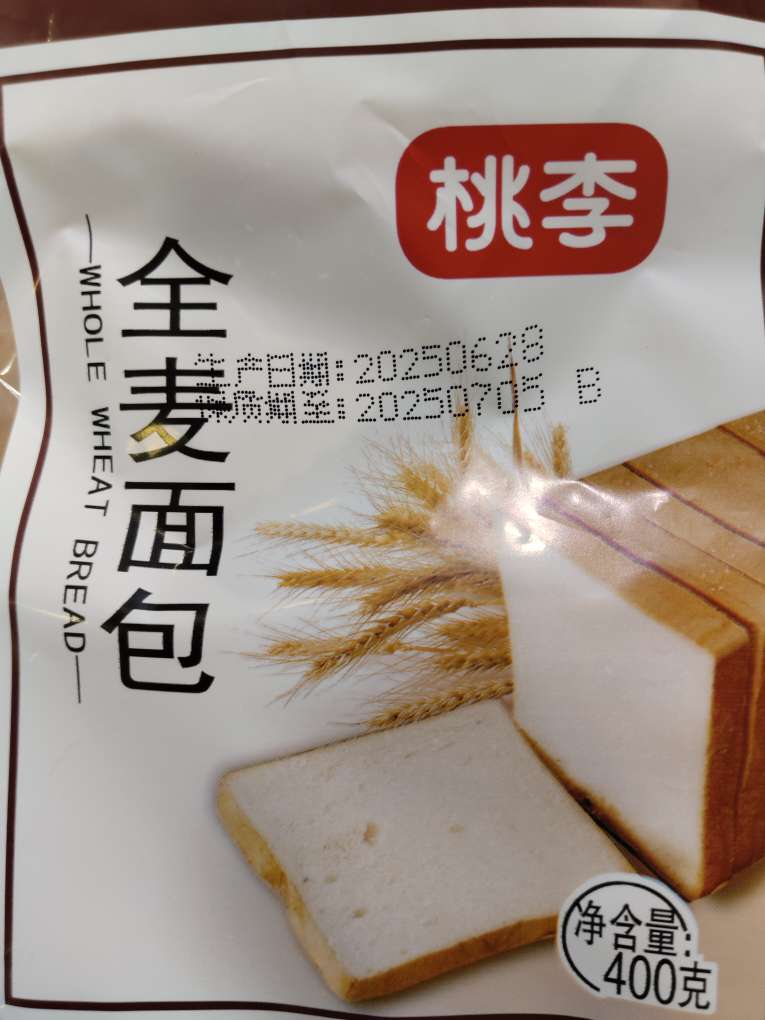 桃李
全麦面包
WHOLE WHEAT BREAD
生产日期:20250628
保质期至:20250705 B
净含量:
400克